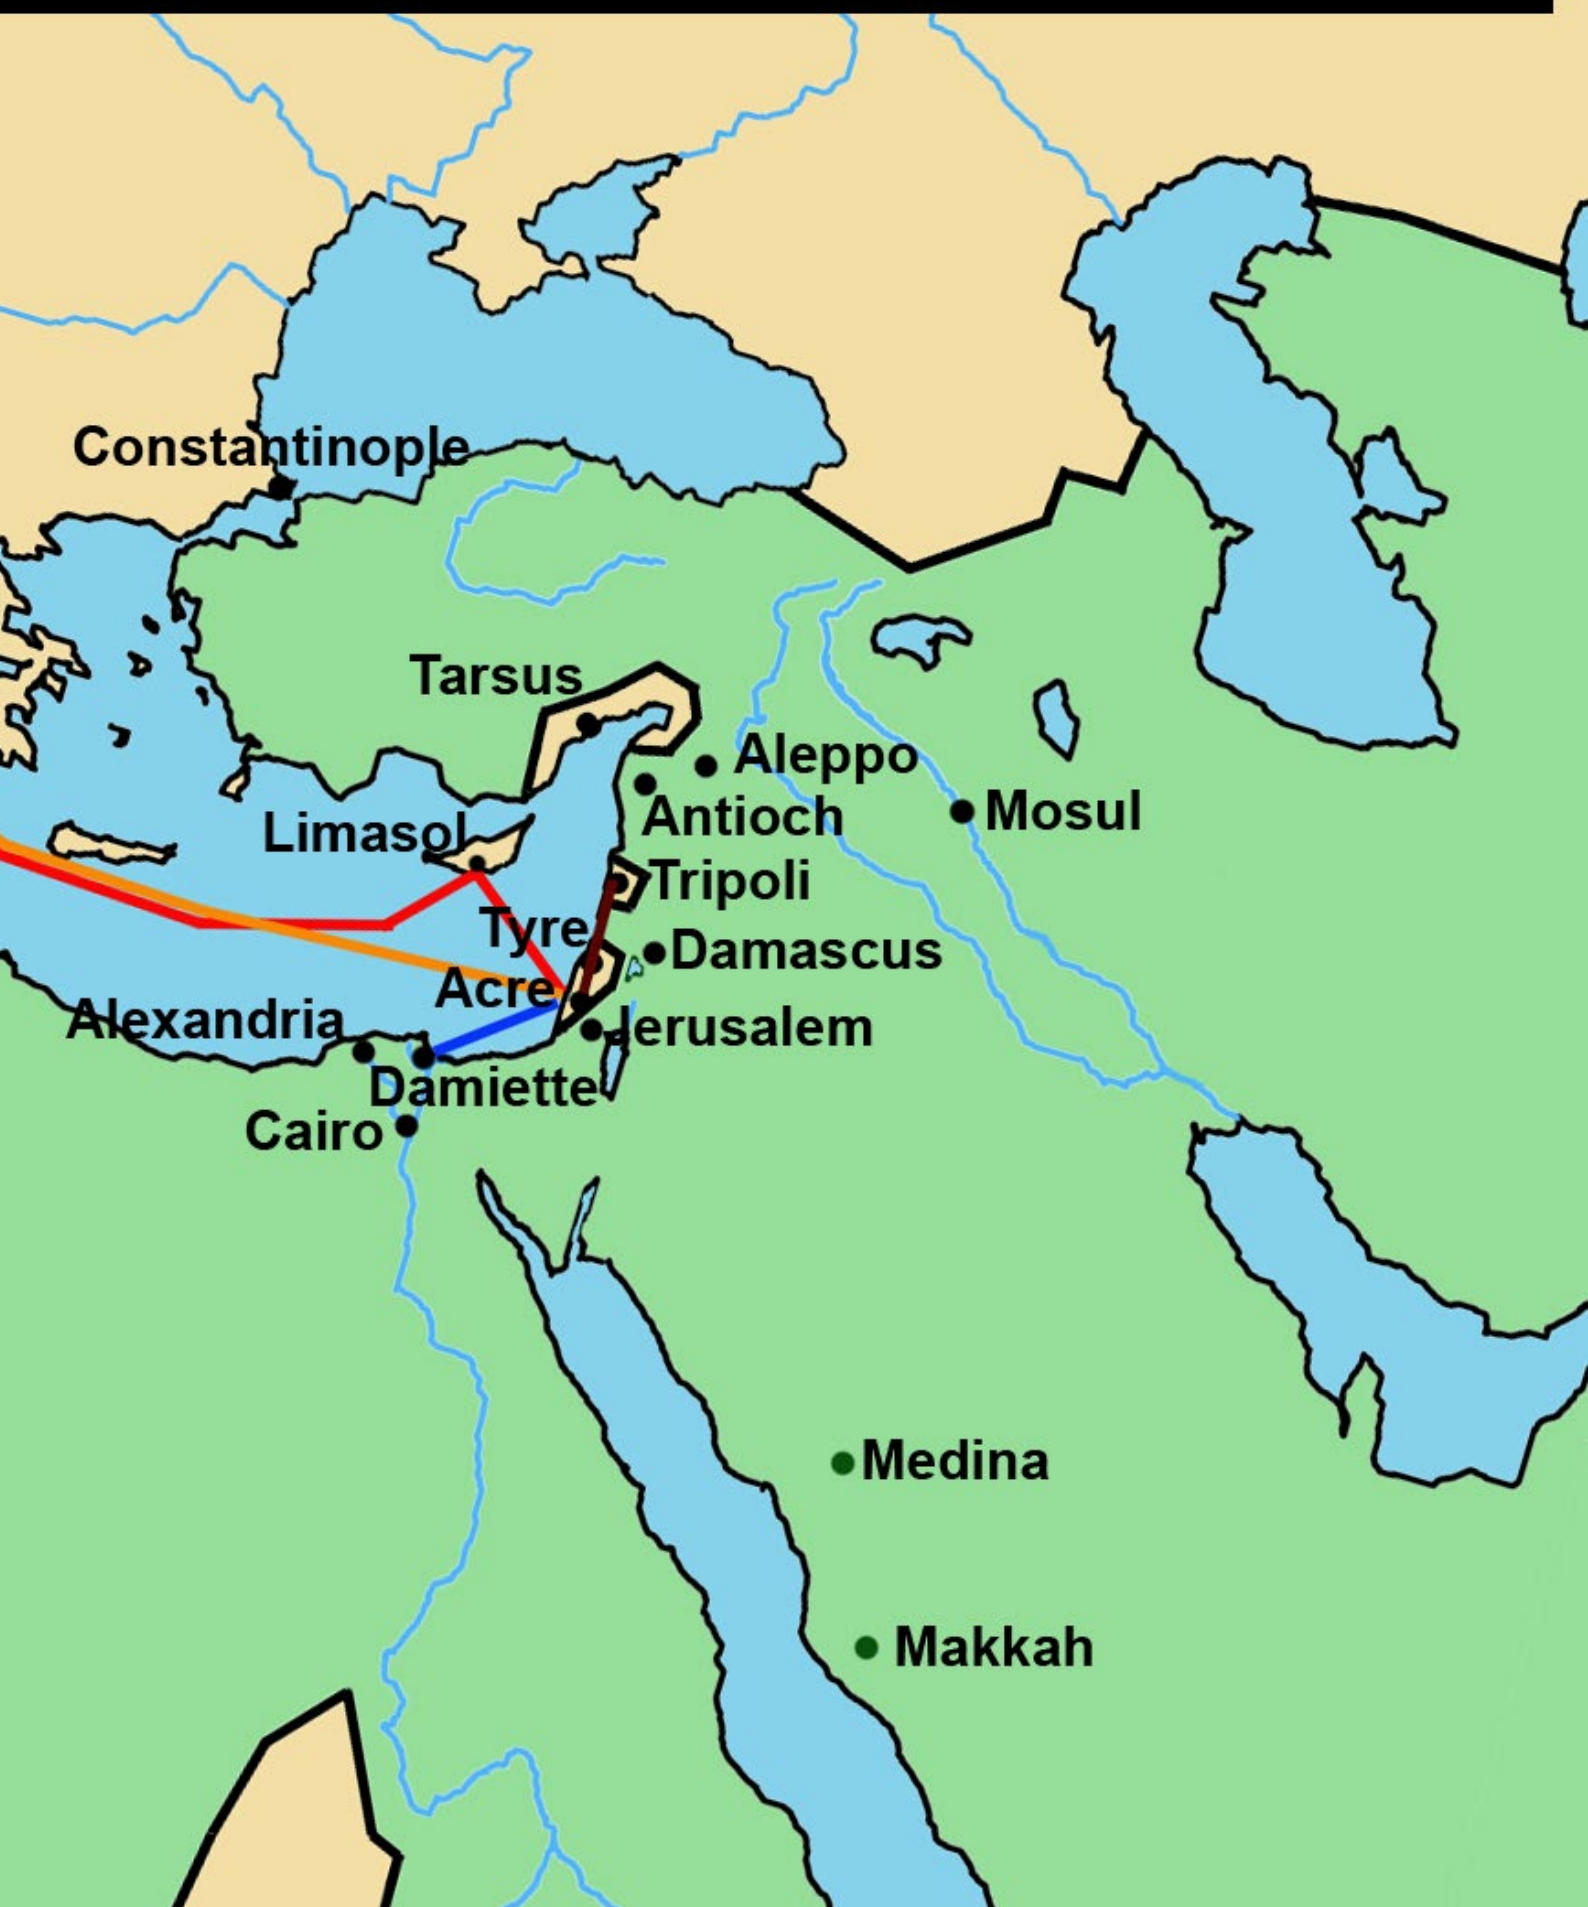 Constantinople
Tarsus
Aleppo
Antioch
Mosul
Limasol
Tripoli
Tyre
Damascus
Acre
Alexandria
Jerusalem
Damiette
Cairo
Medina
Makkah